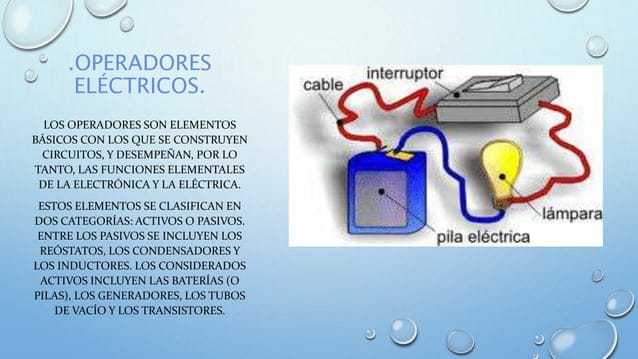 .OPERADORES
ELÉCTRICOS.
LOS OPERADORES SON ELEMENTOS
BÁSICOS CON LOS QUE SE CONSTRUYEN
CIRCUITOS, Y DESEMPEÑAN, POR LO
TANTO, LAS FUNCIONES ELEMENTALES
DE LA ELECTRÓNICA Y LA ELÉCTRICA.
ESTOS ELEMENTOS SE CLASIFICAN EN
DOS CATEGORÍAS: ACTIVOS O PASIVOS.
ENTRE LOS PASIVOS SE INCLUYEN LOS
REÓSTATOS, LOS CONDENSADORES Y
LOS INDUCTORES. LOS CONSIDERADOS
ACTIVOS INCLUYEN LAS BATERÍAS (O
PILAS), LOS GENERADORES, LOS TUBOS
DE VACÍO Y LOS TRANSISTORES.
interruptor
cable
lámpara
pila eléctrica